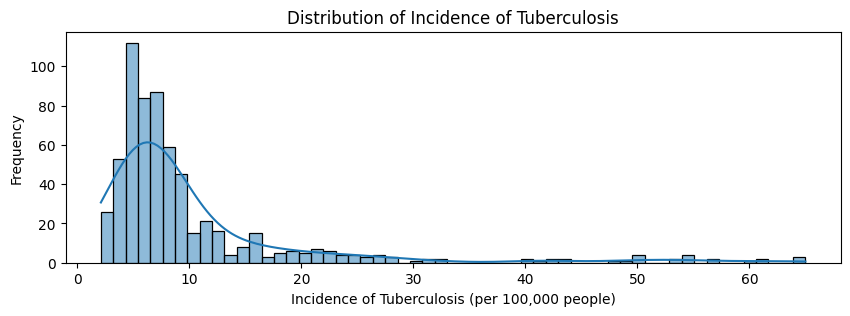 Distribution of Incidence of Tuberculosis
Frequency
100
80
60
40
20
0
0 10 20 30 40 50 60
Incidence of Tuberculosis (per 100,000 people)